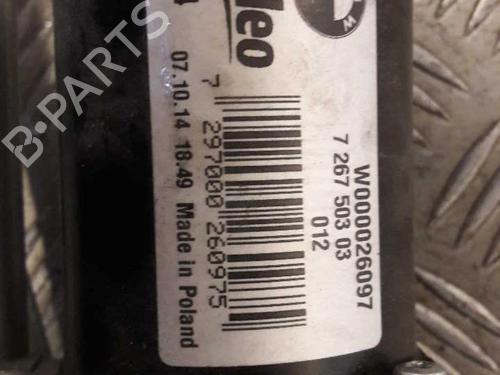 W
W000026097
7 267 503 03
012
leo
7 297000 260975
07.10.14 18:49 Made in Poland
B-PARTS